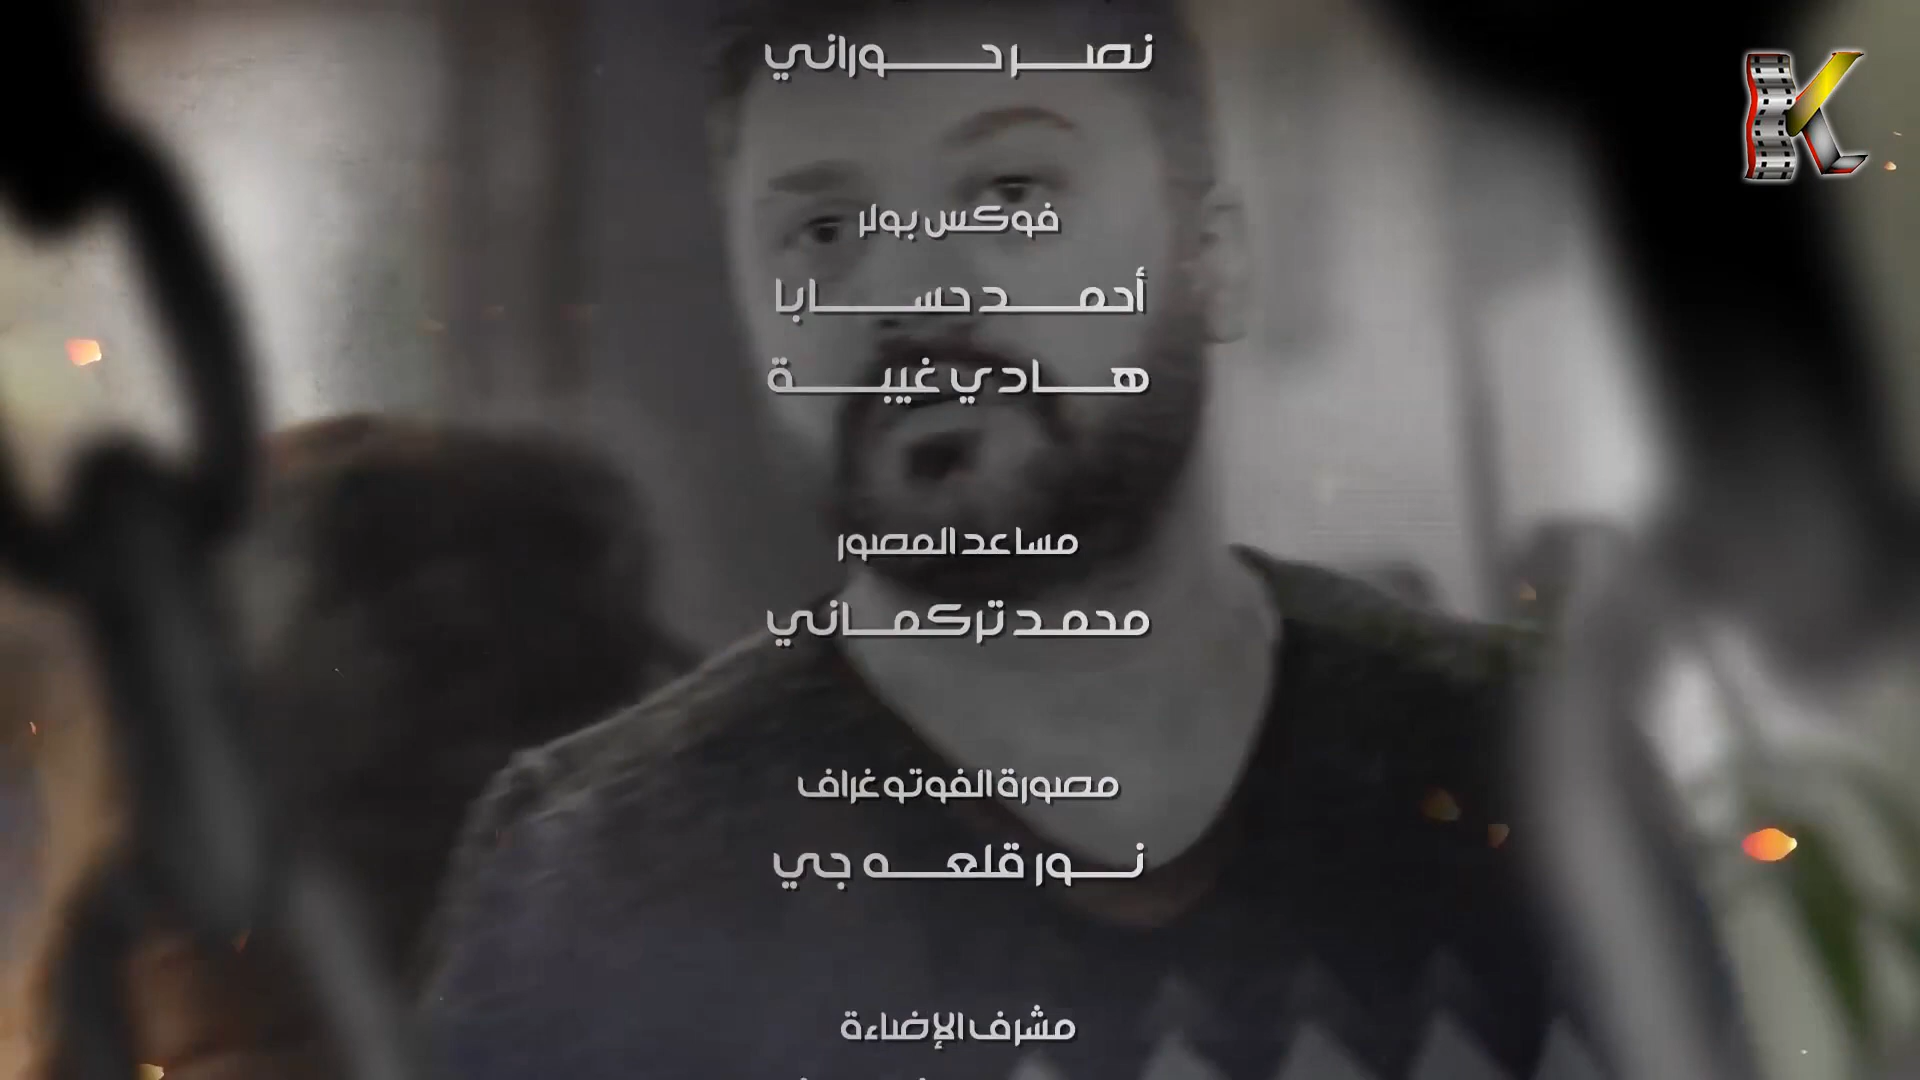 نصر حوراني
فوكس بولر
أحمد حسابا
هادي غيبة
مساعد المصور
محمد تركماني
مصورة الفوتوغراف
نور قلعه جي
مشرف الإضاءة